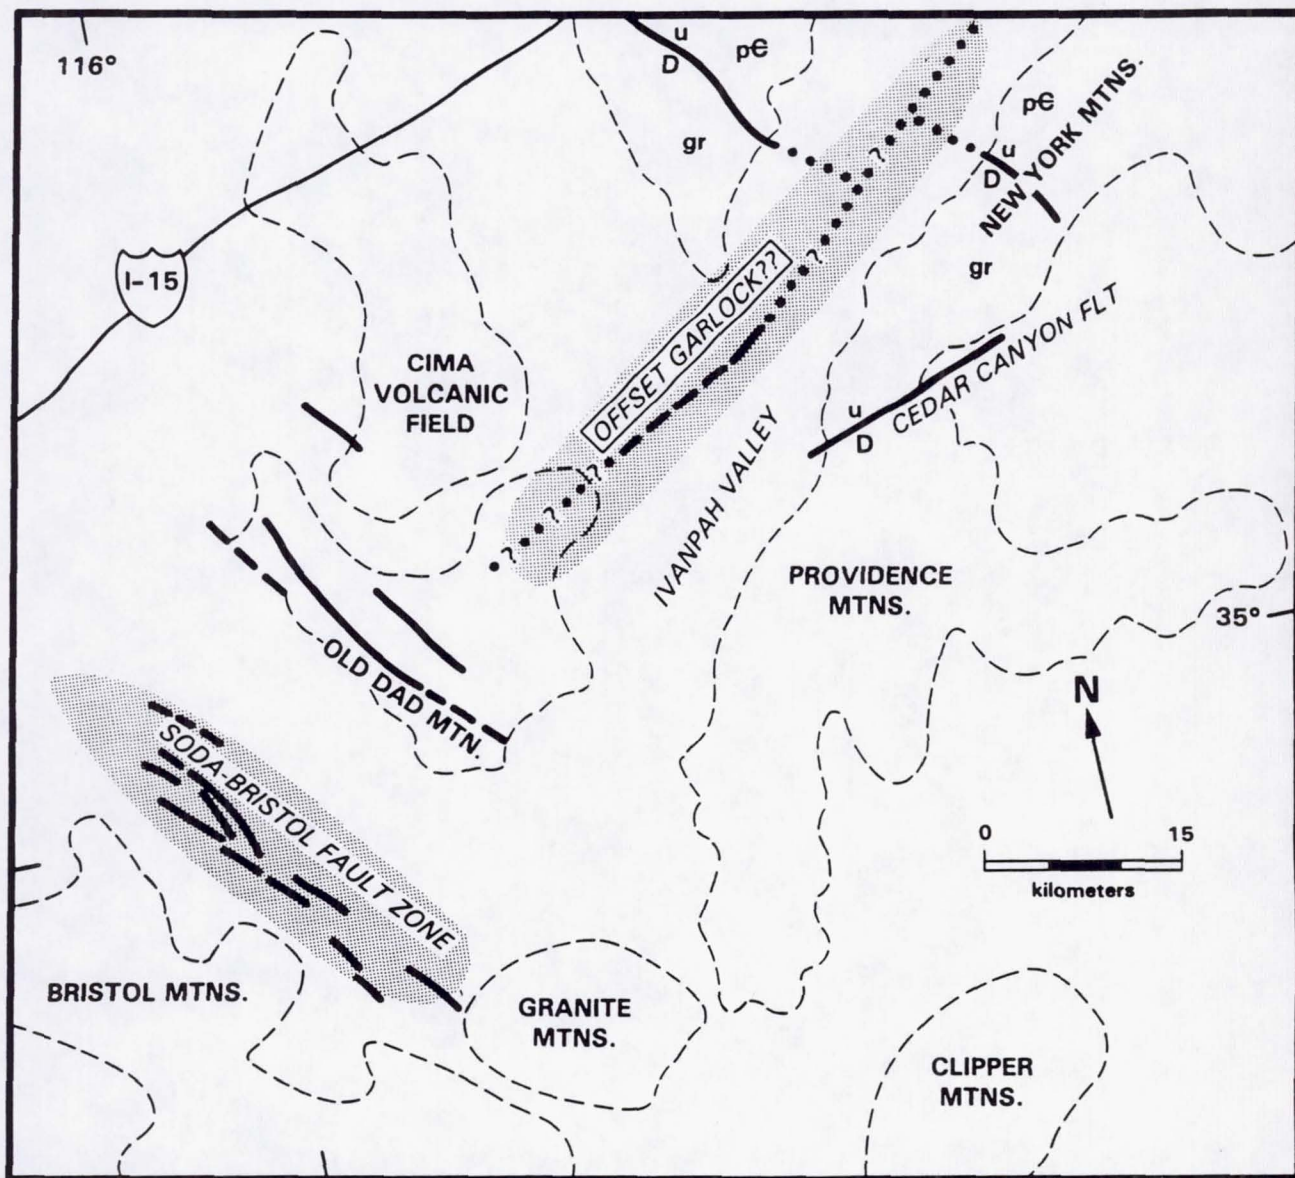 116°
u
D
p€
gr
p€
u
D
NEW YORK MTNS.
gr
I-15
OFFSET GARLOCK??
?
?
?
?
?
CIMA
VOLCANIC
FIELD
u
D
CEDAR CANYON FLT
IVANPAH VALLEY
PROVIDENCE
MTNS.
35°
OLD DAD MTN.
N
SODA-BRISTOL FAULT ZONE
0 15
kilometers
BRISTOL MTNS.
GRANITE
MTNS.
CLIPPER
MTNS.